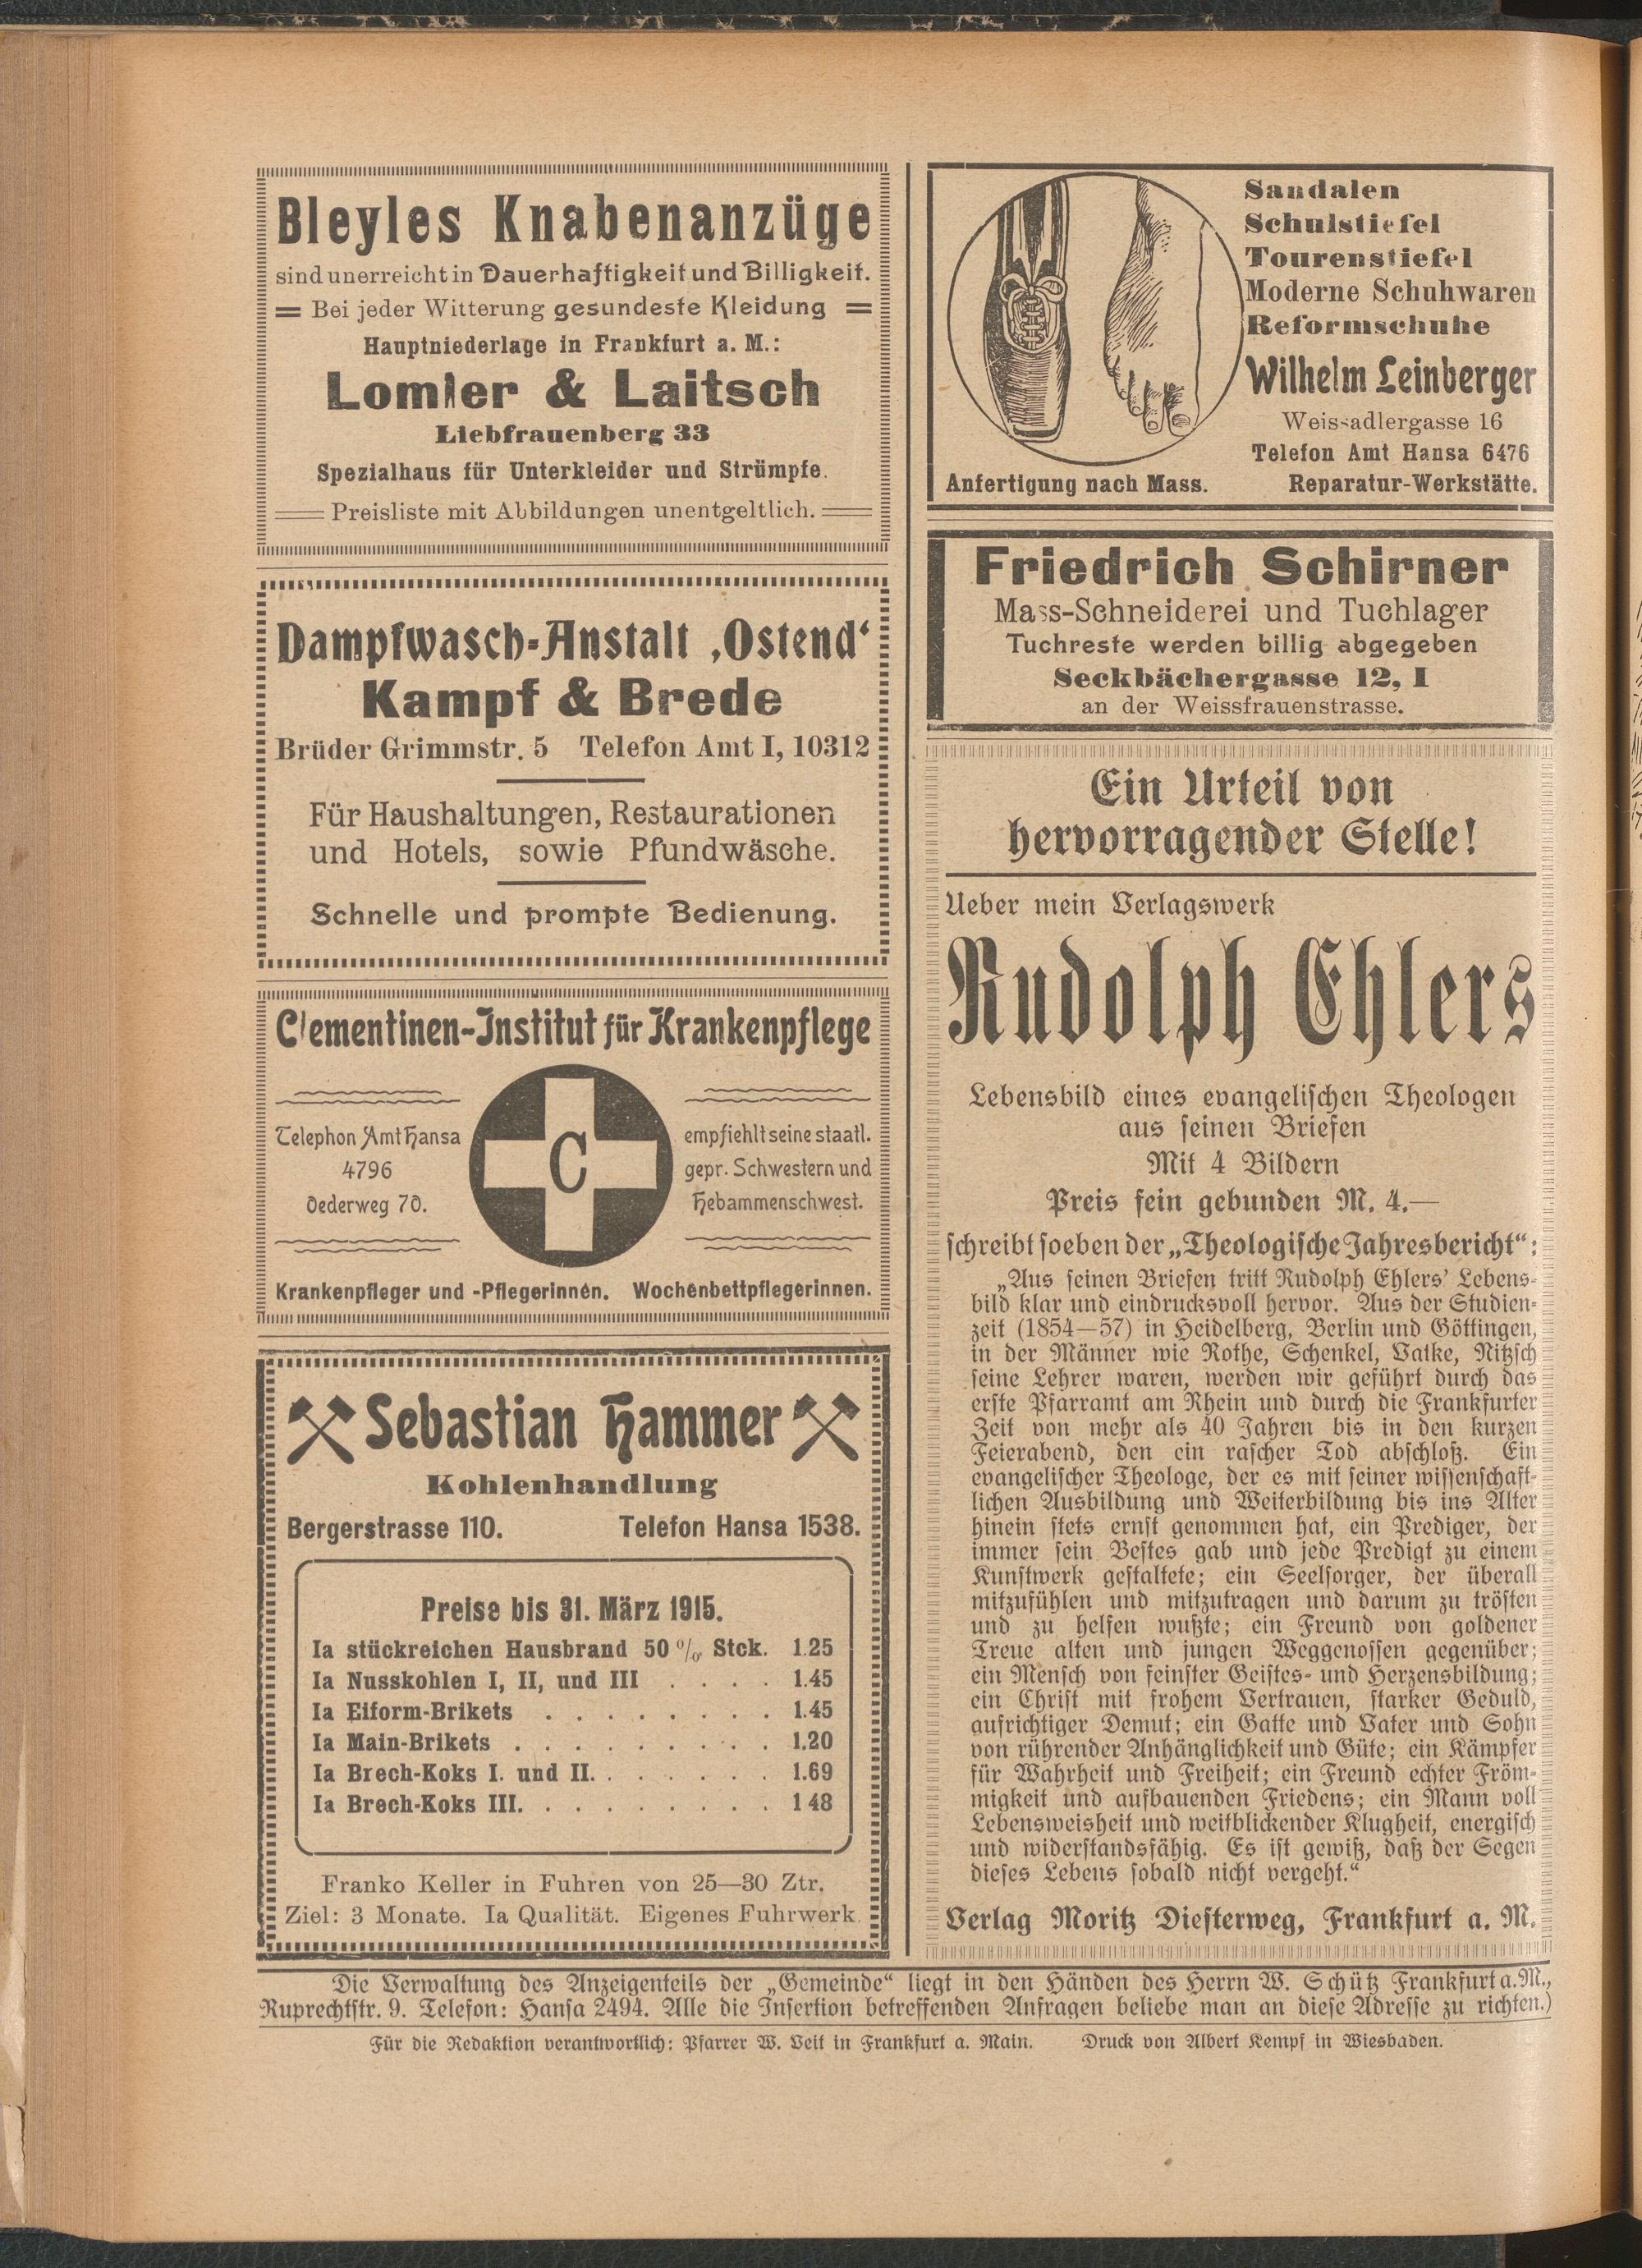 Bleyles Knabenanzüge
sind unerreicht in Dauerhaftigkeit und Billigkeit.
= Bei jeder Witterung gesundeste Kleidung =
Hauptniederlage in Frankfurt a. M.:
Lomler & Laitsch
Liebfrauenberg 33
Spezialhaus für Unterkleider und Strümpfe.
Preisliste mit Abbildungen unentgeltlich.
Dampfwasch-Anstalt ‚Ostend‘
Kampf & Brede
Brüder Grimmstr. 5 Telefon Amt I, 10312
Für Haushaltungen, Restaurationen
und Hotels, sowie Pfundwäsche.
Schnelle und prompte Bedienung.
Clementinen-Institut für Krankenpflege
Telephon Amt Hansa
4796
Oederweg 70.
C
empfiehlt seine staatl.
gepr. Schwestern und
Hebammenschwest.
Krankenpfleger und -Pflegerinnen. Wochenbettpflegerinnen.
Sebastian Hammer
Kohlenhandlung
Bergerstrasse 110. Telefon Hansa 1538.
Preise bis 31. März 1915.
Ia stückreichen Hausbrand 50 % Stck. 1.25
Ia Nusskohlen I, II, und III . . . . 1.45
Ia Eiform-Brikets . . . . . . . . 1.45
Ia Main-Brikets . . . . . . . . . 1.20
Ia Brech-Koks I. und II. . . . . . . 1.69
Ia Brech-Koks III. . . . . . . . . 1 48
Franko Keller in Fuhren von 25—30 Ztr.
Ziel: 3 Monate. Ia Qualität. Eigenes Fuhrwerk.
Sandalen
Schulstiefel
Tourenstiefel
Moderne Schuhwaren
Reformschuhe
Wilhelm Leinberger
Weissadlergasse 16
Telefon Amt Hansa 6476
Anfertigung nach Mass. Reparatur-Werkstätte.
Friedrich Schirner
Mass-Schneiderei und Tuchlager
Tuchreste werden billig abgegeben
Seckbächergasse 12, I
an der Weissfrauenstrasse.
Ein Urteil von
hervorragender Stelle!
Ueber mein Verlagswerk
Rudolph Ehlers
Lebensbild eines evangelischen Theologen
aus seinen Briefen
Mit 4 Bildern
Preis fein gebunden M. 4.—
schreibt soeben der „Theologische Jahresbericht“:
„Aus seinen Briefen tritt Rudolph Ehlers’ Lebens-
bild klar und eindrucksvoll hervor. Aus der Studien-
zeit (1854—57) in Heidelberg, Berlin und Göttingen,
in der Männer wie Rothe, Schenkel, Vatke, Nitzsch
seine Lehrer waren, werden wir geführt durch das
erste Pfarramt am Rhein und durch die Frankfurter
Zeit von mehr als 40 Jahren bis in den kurzen
Feierabend, den ein rascher Tod abschloß. Ein
evangelischer Theologe, der es mit seiner wissenschaft-
lichen Ausbildung und Weiterbildung bis ins Alter
hinein stets ernst genommen hat, ein Prediger, der
immer sein Bestes gab und jede Predigt zu einem
Kunstwerk gestaltete; ein Seelsorger, der überall
mitzufühlen und mitzutragen und darum zu trösten
und zu helfen wußte; ein Freund von goldener
Treue alten und jungen Weggenossen gegenüber;
ein Mensch von feinster Geistes- und Herzensbildung;
ein Christ mit frohem Vertrauen, starker Geduld,
aufrichtiger Demut; ein Gatte und Vater und Sohn
von rührender Anhänglichkeit und Güte; ein Kämpfer
für Wahrheit und Freiheit; ein Freund echter Fröm-
migkeit und aufbauenden Friedens; ein Mann voll
Lebensweisheit und weitblickender Klugheit, energisch
und widerstandsfähig. Es ist gewiß, daß der Segen
dieses Lebens sobald nicht vergeht.“
Verlag Moritz Diesterweg, Frankfurt a. M.
Die Verwaltung des Anzeigenteils der „Gemeinde“ liegt in den Händen des Herrn W. Schütz Frankfurt a. M.,
Ruprechtstr. 9. Telefon: Hansa 2494. Alle die Insertion betreffenden Anfragen beliebe man an diese Adresse zu richten.)
Für die Redaktion verantwortlich: Pfarrer W. Veit in Frankfurt a. Main. Druck von Albert Kempf in Wiesbaden.